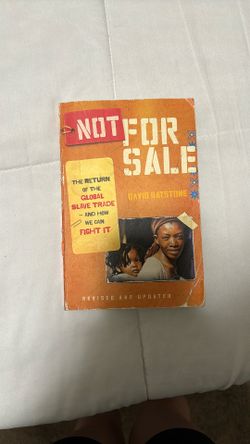 NOT FOR
SALE
DAVID BATSTONE
THE RETURN
OF THE
GLOBAL
SLAVE TRADE
— AND HOW
WE CAN
FIGHT IT
REVISED AND UPDATED